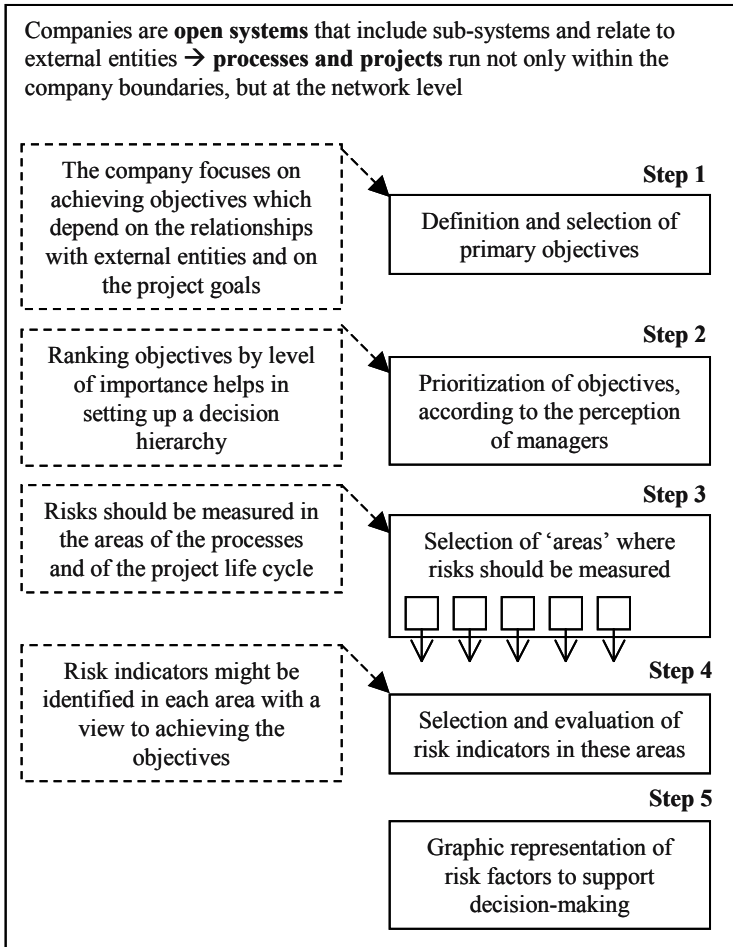 Companies are open systems that include sub-systems and relate to
external entities → processes and projects run not only within the
company boundaries, but at the network level
The company focuses on
achieving objectives which
depend on the relationships
with external entities and on
the project goals
Step 1
Definition and selection of
primary objectives
Ranking objectives by level
of importance helps in
setting up a decision
hierarchy
Step 2
Prioritization of objectives,
according to the perception
of managers
Risks should be measured in
the areas of the processes
and of the project life cycle
Step 3
Selection of ‘areas’ where
risks should be measured
Risk indicators might be
identified in each area with a
view to achieving the
objectives
Step 4
Selection and evaluation of
risk indicators in these areas
Step 5
Graphic representation of
risk factors to support
decision-making